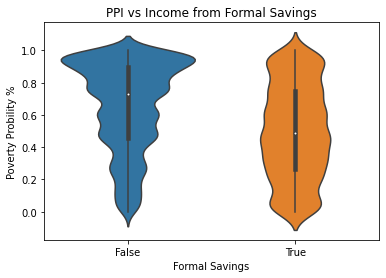 PPI vs Income from Formal Savings
Poverty Probility %
1.0
0.8
0.6
0.4
0.2
0.0
False
True
Formal Savings